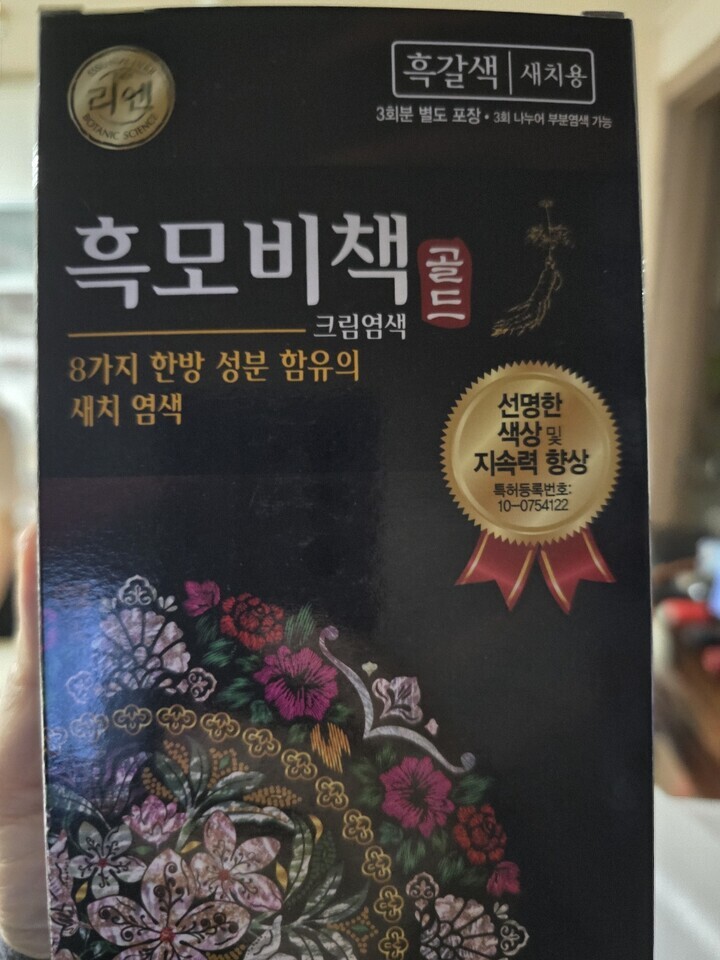 리엔
BOTANIC SCIENCE
흑갈색 | 새치용
3회분 별도 포장 • 3회 나누어 부분염색 가능
흑모비책
골드
크림염색
8가지 한방 성분 함유의
새치 염색
선명한
색상 및
지속력 향상
특허등록번호:
10-0754122